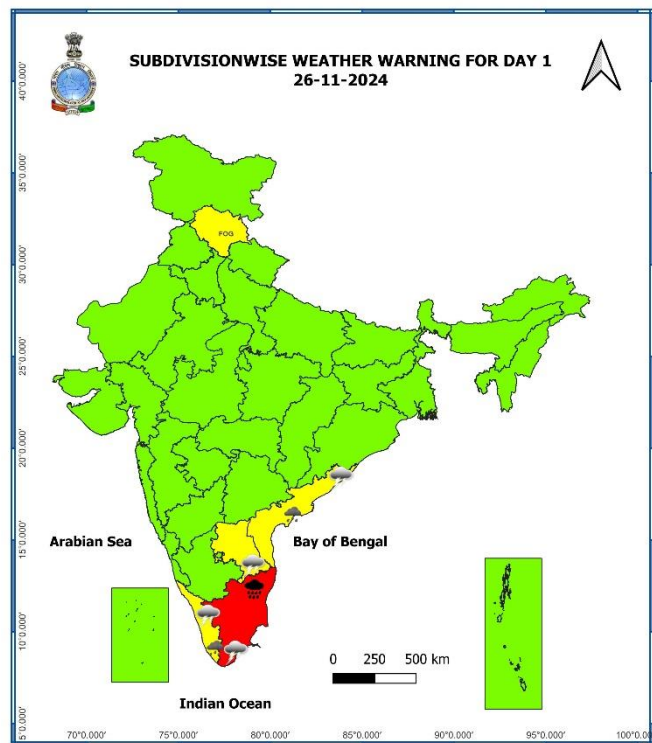 SUBDIVISIONWISE WEATHER WARNING FOR DAY 1
26-11-2024
40°0.000'
35°0.000'
30°0.000'
25°0.000'
20°0.000'
15°0.000'
10°0.000'
5°0.000'
FOG
Arabian Sea
Bay of Bengal
0 250 500 km
Indian Ocean
70°0.000' 75°0.000' 80°0.000' 85°0.000' 90°0.000' 95°0.000' 100°0.0